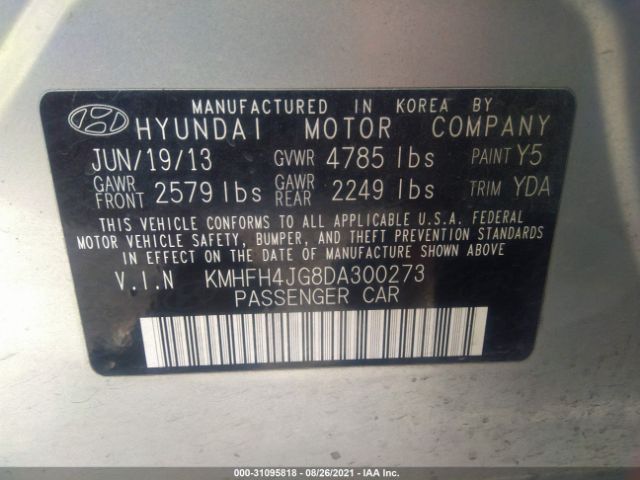 MANUFACTURED IN KOREA BY
HYUNDAI MOTOR COMPANY
JUN/19/13 GVWR 4785 lbs PAINT Y5
GAWR FRONT 2579 lbs GAWR REAR 2249 lbs TRIM YDA
THIS VEHICLE CONFORMS TO ALL APPLICABLE U.S.A. FEDERAL
MOTOR VEHICLE SAFETY, BUMPER, AND THEFT PREVENTION STANDARDS
IN EFFECT ON THE DATE OF MANUFACTURE SHOWN ABOVE
V.I.N KMHFH4JG8DA300273
PASSENGER CAR
000-31095818 - 08/26/2021 - IAA Inc.